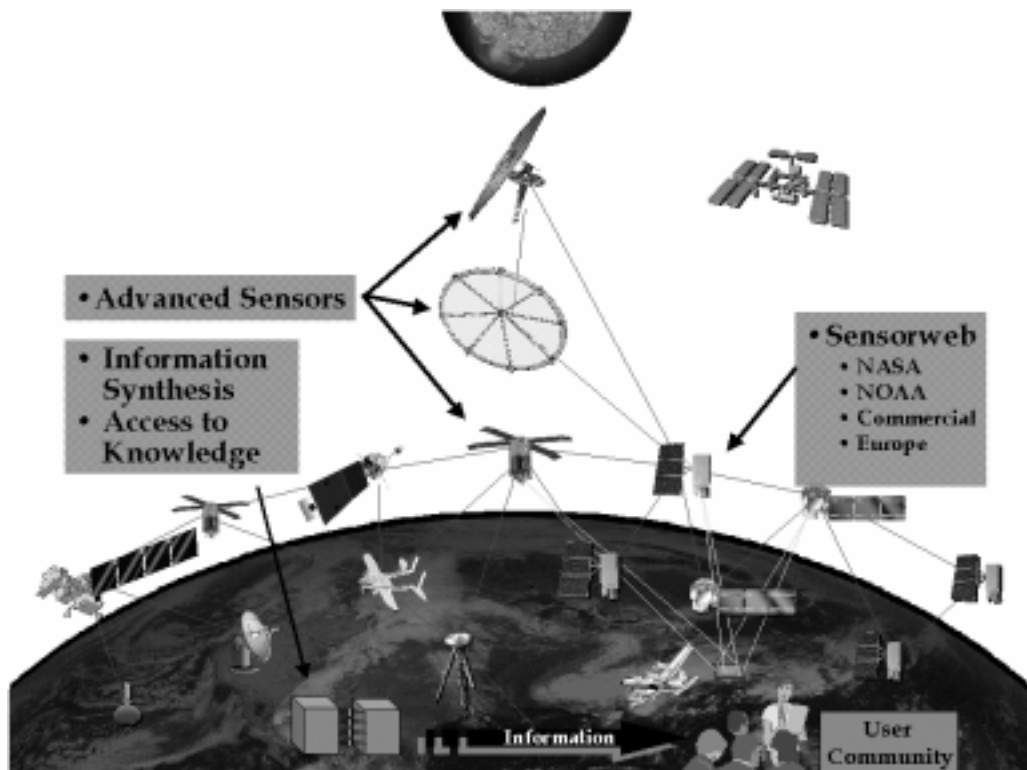 • Advanced Sensors
• Information
Synthesis
• Access to
Knowledge
• Sensorweb
• NASA
• NOAA
• Commercial
• Europe
Information
User
Community